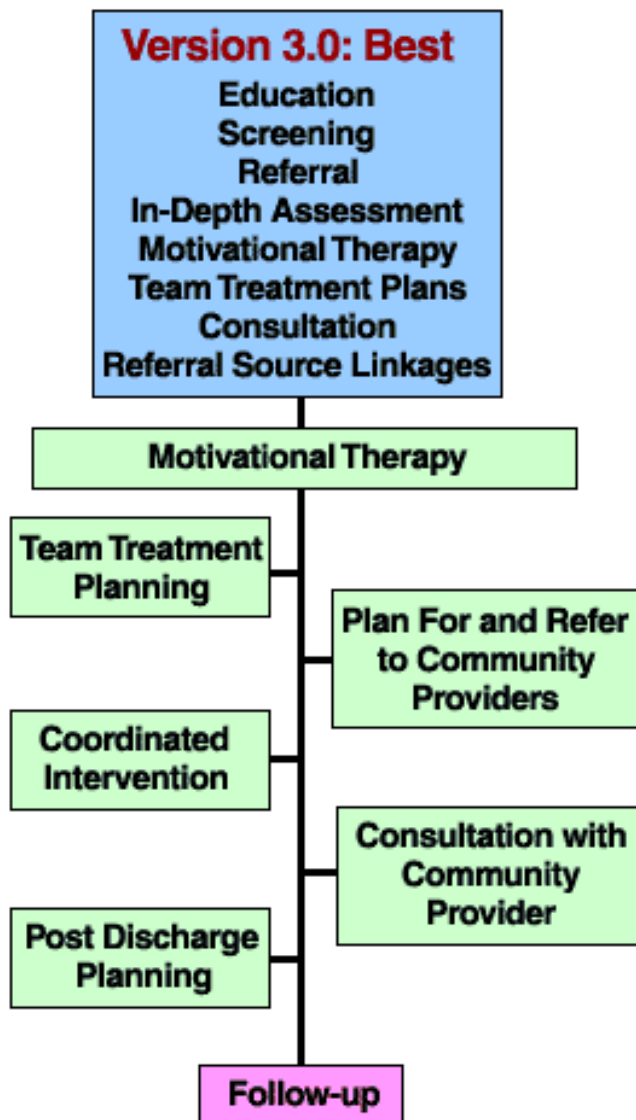 Version 3.0: Best
Education
Screening
Referral
In-Depth Assessment
Motivational Therapy
Team Treatment Plans
Consultation
Referral Source Linkages
Motivational Therapy
Team Treatment
Planning
Plan For and Refer
to Community
Providers
Coordinated
Intervention
Consultation with
Community
Provider
Post Discharge
Planning
Follow-up